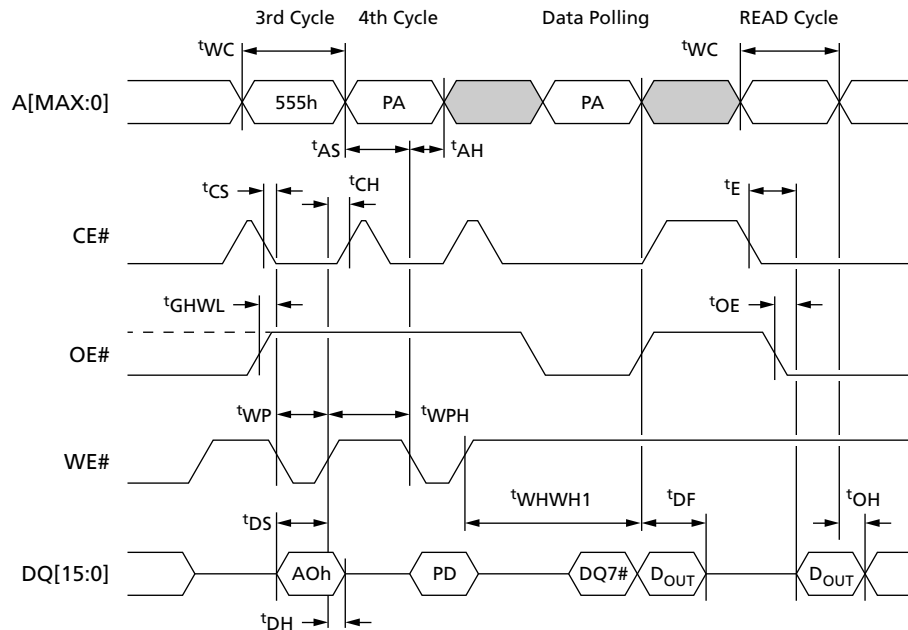 3rd Cycle 4th Cycle Data Polling READ Cycle
tWC tWC
A[MAX:0] 555h PA PA
tAS tAH
tCS tCH tE
CE#
tGHWL tOE
OE#
tWP tWPH
WE#
tWHWH1 tDF tOH
tDS
DQ[15:0] AOh PD DQ7# DOUT DOUT
tDH